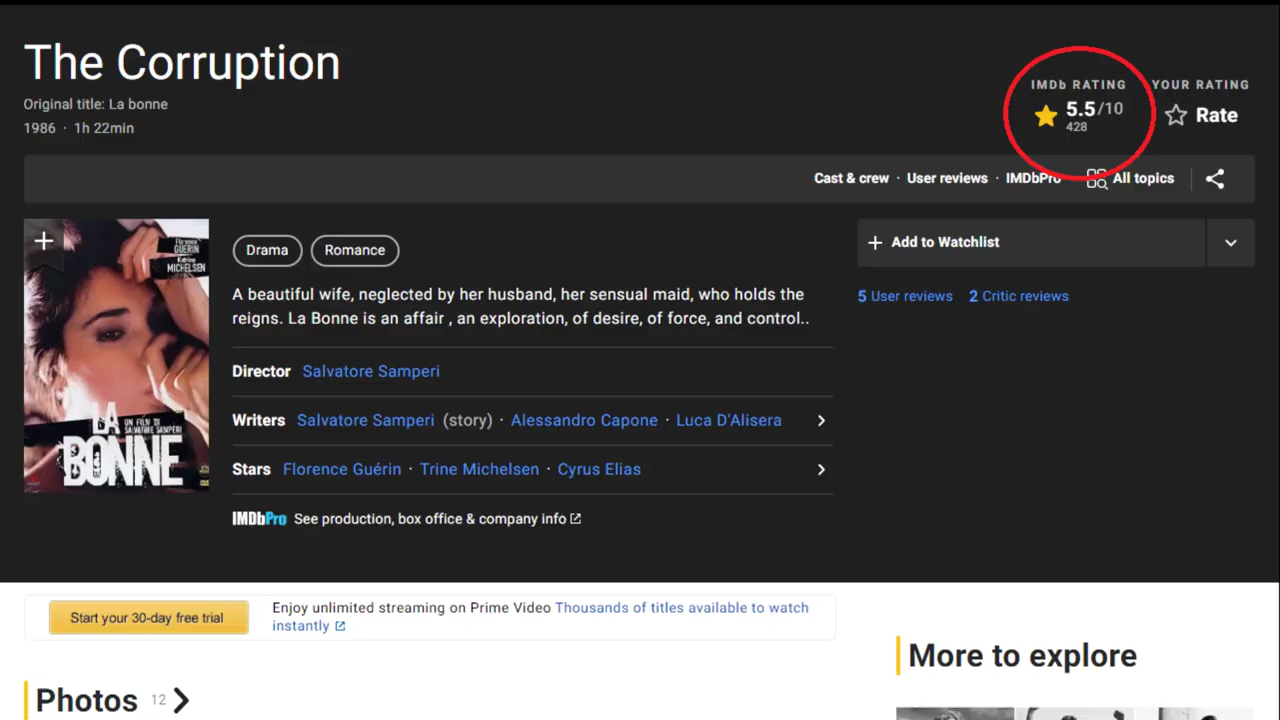 The Corruption
Original title: La bonne
1986 · 1h 22min
IMDb RATING
5.5/10
428
YOUR RATING
Rate
Cast & crew · User reviews · IMDbPro
All topics
Florence
GUÉRIN
Katrine
MICHELSEN
LA
UN FILM DI
SALVATORE SAMPERI
BONNE
Drama
Romance
A beautiful wife, neglected by her husband, her sensual maid, who holds the
reigns. La Bonne is an affair , an exploration, of desire, of force, and control..
Add to Watchlist
5 User reviews 2 Critic reviews
Director Salvatore Samperi
Writers Salvatore Samperi (story) · Alessandro Capone · Luca D'Alisera
Stars Florence Guérin · Trine Michelsen · Cyrus Elias
IMDbPro See production, box office & company info
Start your 30-day free trial
Enjoy unlimited streaming on Prime Video Thousands of titles available to watch
instantly
More to explore
Photos 12